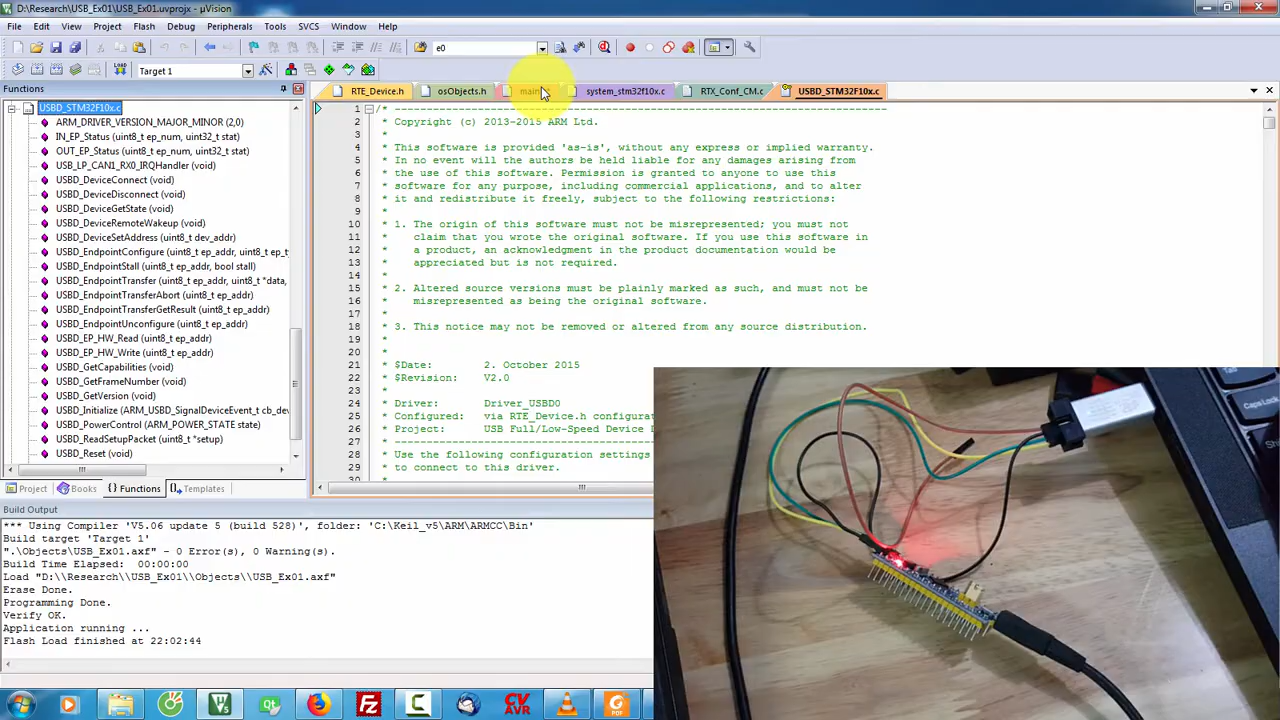 D:\Research\USB_Ex01\USB_Ex01.uvprojx - µVision
File Edit View Project Flash Debug Peripherals Tools SVCS Window Help
e0
Target 1
Functions
RTE_Device.h osObjects.h main system_stm32f10x.c RTX_Conf_CM.c USBD_STM32F10x.c
USBD_STM32F10x.c
ARM_DRIVER_VERSION_MAJOR_MINOR (2,0)
IN_EP_Status (uint8_t ep_num, uint32_t stat)
OUT_EP_Status (uint8_t ep_num, uint32_t stat)
USB_LP_CAN1_RX0_IRQHandler (void)
USBD_DeviceConnect (void)
USBD_DeviceDisconnect (void)
USBD_DeviceGetState (void)
USBD_DeviceRemoteWakeup (void)
USBD_DeviceSetAddress (uint8_t dev_addr)
USBD_EndpointConfigure (uint8_t ep_addr, uint8_t ep_t
USBD_EndpointStall (uint8_t ep_addr, bool stall)
USBD_EndpointTransfer (uint8_t ep_addr, uint8_t *data,
USBD_EndpointTransferAbort (uint8_t ep_addr)
USBD_EndpointTransferGetResult (uint8_t ep_addr)
USBD_EndpointUnconfigure (uint8_t ep_addr)
USBD_EP_HW_Read (uint8_t ep_addr)
USBD_EP_HW_Write (uint8_t ep_addr)
USBD_GetCapabilities (void)
USBD_GetFrameNumber (void)
USBD_GetVersion (void)
USBD_Initialize (ARM_USBD_SignalDeviceEvent_t cb_dev
USBD_PowerControl (ARM_POWER_STATE state)
USBD_ReadSetupPacket (uint8_t *setup)
USBD_Reset (void)
Project Books Functions Templates
1 /* -----------------------------------------------------------------------------
2 * Copyright (c) 2013-2015 ARM Ltd.
3 *
4 * This software is provided 'as-is', without any express or implied warranty.
5 * In no event will the authors be held liable for any damages arising from
6 * the use of this software. Permission is granted to anyone to use this
7 * software for any purpose, including commercial applications, and to alter
8 * it and redistribute it freely, subject to the following restrictions:
9 *
10 * 1. The origin of this software must not be misrepresented; you must not
11 * claim that you wrote the original software. If you use this software in
12 * a product, an acknowledgment in the product documentation would be
13 * appreciated but is not required.
14 *
15 * 2. Altered source versions must be plainly marked as such, and must not be
16 * misrepresented as being the original software.
17 *
18 * 3. This notice may not be removed or altered from any source distribution.
19 *
20 *
21 * $Date: 2. October 2015
22 * $Revision: V2.0
23 *
24 * Driver: Driver_USBD0
25 * Configured: via RTE_Device.h configurat
26 * Project: USB Full/Low-Speed Device D
27 * -----------------------------
28 * Use the following configuration settings
29 * to connect to this driver.
Build Output
*** Using Compiler 'V5.06 update 5 (build 528)', folder: 'C:\Keil_v5\ARM\ARMCC\Bin'
Build target 'Target 1'
".\Objects\USB_Ex01.axf" - 0 Error(s), 0 Warning(s).
Build Time Elapsed: 00:00:00
Load "D:\\Research\\USB_Ex01\\Objects\\USB_Ex01.axf"
Erase Done.
Programming Done.
Verify OK.
Application running ...
Flash Load finished at 22:02:44
CapsLock
CV
AVR